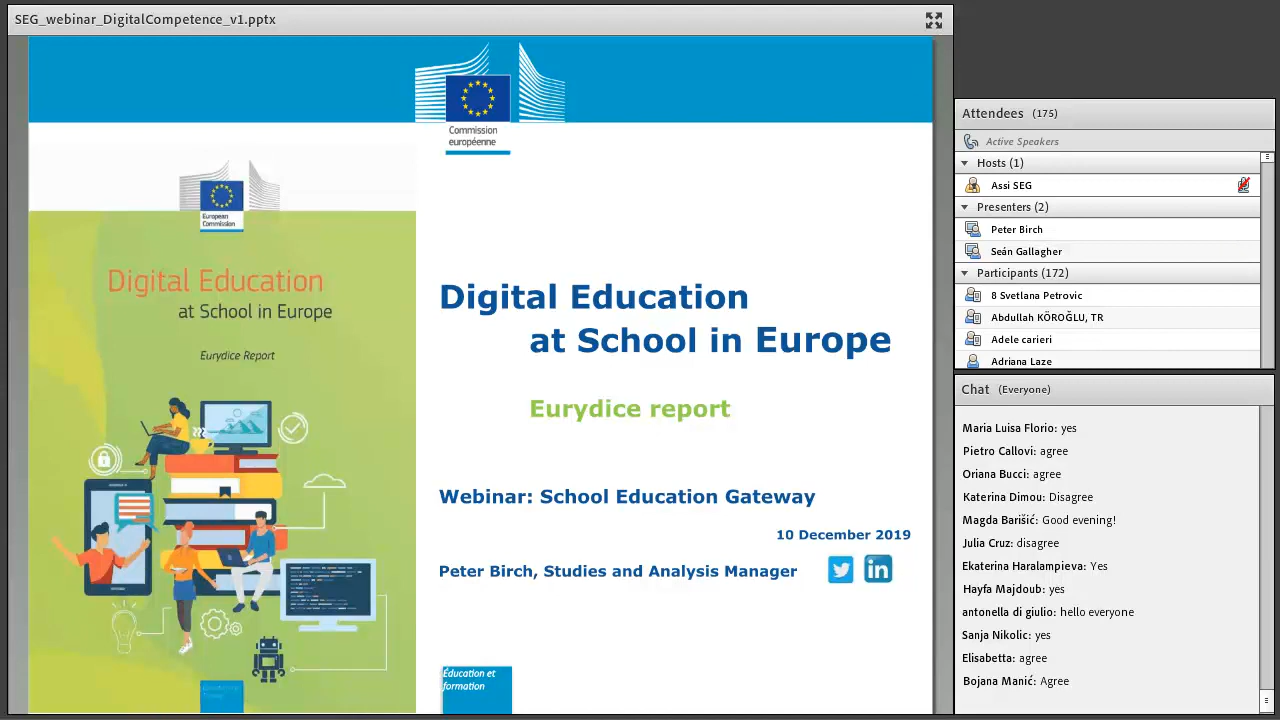 SEG_webinar_DigitalCompetence_v1.pptx
Commission
européenne
European
Commission
Digital Education
at School in Europe
Eurydice Report
Digital Education
at School in Europe
Eurydice report
Webinar: School Education Gateway
10 December 2019
Peter Birch, Studies and Analysis Manager
in
Éducation et
formation
Attendees (175)
Active Speakers
Hosts (1)
Assi SEG
Presenters (2)
Peter Birch
Seán Gallagher
Participants (172)
8 Svetlana Petrovic
Abdullah KÖROĞLU, TR
Adele carieri
Adriana Laze
Chat (Everyone)
Maria Luisa Florio: yes
Pietro Callovi: agree
Oriana Bucci: agree
Katerina Dimou: Disagree
Magda Barišić: Good evening!
Julia Chondisarova: agree
Ekaterina Harlamova: Yes
Hayfa Majdoub: yes
antonella di guno: hello everyone
Sanja Nikolic: yes
Elisabetta: agree
Bojana Manić: Agree